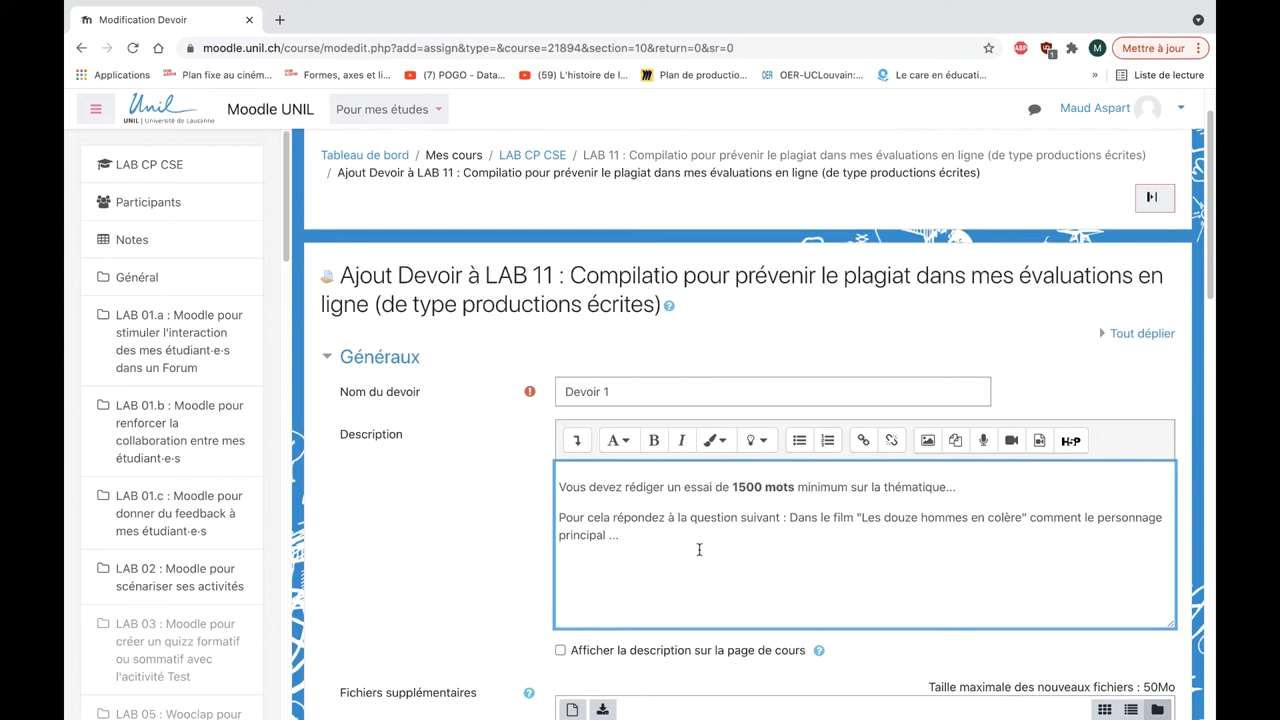 Modification Devoir
moodle.unil.ch/course/modedit.php?add=assign&type=&course=21894&section=10&return=0&sr=0
ABP
1
M
Mettre à jour
Applications
Plan fixe au ciném...
Formes, axes et li...
(7) POGO - Data...
(59) L'histoire de l...
Plan de productio...
OER-UCLouvain:...
Le care en éducati...
»
Liste de lecture
Unil
UNIL | Université de Lausanne
Moodle UNIL
Pour mes études
Maud Aspart
LAB CP CSE
Participants
Notes
Général
LAB 01.a : Moodle pour
stimuler l'interaction
des mes étudiant·e·s
dans un Forum
LAB 01.b : Moodle pour
renforcer la
collaboration entre mes
étudiant·e·s
LAB 01.c : Moodle pour
donner du feedback à
mes étudiant·e·s
LAB 02 : Moodle pour
scénariser ses activités
LAB 03 : Moodle pour
créer un quizz formatif
ou sommatif avec
l'acitivité Test
LAB 05 : Wooclap pour
Tableau de bord / Mes cours / LAB CP CSE / LAB 11 : Compilatio pour prévenir le plagiat dans mes évaluations en ligne (de type productions écrites)
/ Ajout Devoir à LAB 11 : Compilatio pour prévenir le plagiat dans mes évaluations en ligne (de type productions écrites)
Ajout Devoir à LAB 11 : Compilatio pour prévenir le plagiat dans mes évaluations en
ligne (de type productions écrites)
Tout déplier
Généraux
Nom du devoir
Devoir 1
Description
A B I H-P
Vous devez rédiger un essai de 1500 mots minimum sur la thématique...
Pour cela répondez à la question suivant : Dans le film "Les douze hommes en colère" comment le personnage
principal ...
Afficher la description sur la page de cours
Fichiers supplémentaires
Taille maximale des nouveaux fichiers : 50Mo